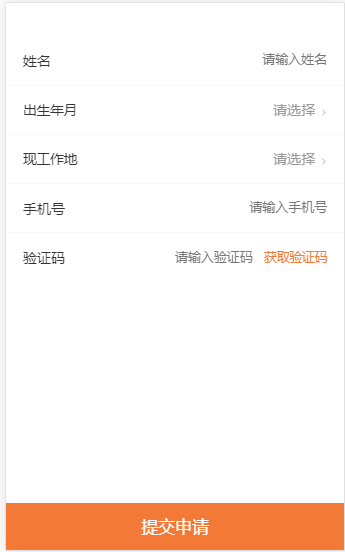 姓名 请输入姓名
出生年月 请选择 >
现工作地 请选择 >
手机号 请输入手机号
验证码 请输入验证码 获取验证码
提交申请